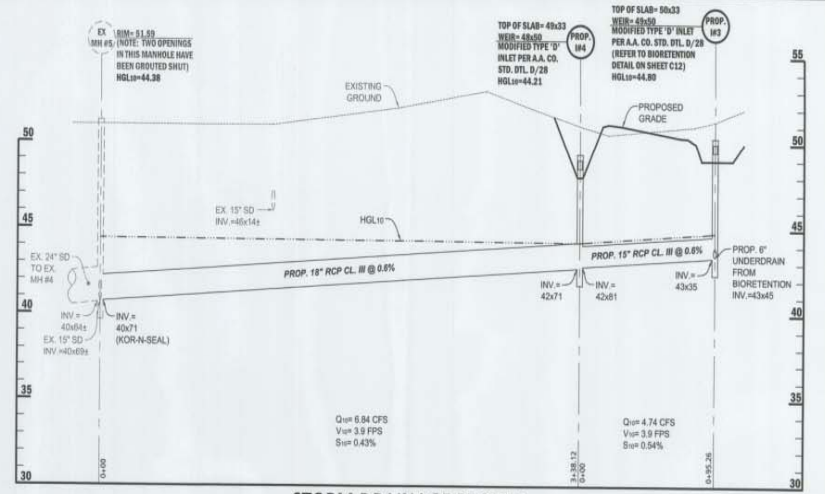 EX
MH #5
RIM= 51.59
(NOTE: TWO OPENINGS
IN THIS MANHOLE HAVE
BEEN GROUTED SHUT)
HGL10=44.38
TOP OF SLAB= 49x33
WEIR= 48x50
MODIFIED TYPE 'D'
INLET PER A.A. CO.
STD. DTL. D/28
HGL10=44.21
PROP.
I#4
TOP OF SLAB= 50x33
WEIR= 49x50
MODIFIED TYPE 'D' INLET
PER A.A. CO. STD. DTL. D/28
(REFER TO BIORETENTION
DETAIL ON SHEET C12)
HGL10=44.80
PROP.
I#3
55
EXISTING
GROUND
PROPOSED
GRADE
50
50
EX. 15" SD
INV.=46x14±
45
HGL10
45
EX. 24" SD
TO EX.
MH #4
PROP. 18" RCP CL. III @ 0.6%
PROP. 15" RCP CL. III @ 0.6%
PROP. 6"
UNDERDRAIN
FROM
BIORETENTION
INV.=43x45
INV.=
42x71
INV.=
42x81
INV.=
43x35
40
40
INV.=
40x64±
INV.=
40x71
(KOR-N-SEAL)
EX. 15" SD
INV.=40x69±
35
35
Q10= 6.84 CFS
V10= 3.9 FPS
S10= 0.43%
Q10= 4.74 CFS
V10= 3.9 FPS
S10= 0.54%
30
0+00
3+38.12
0+00
0+95.26
30